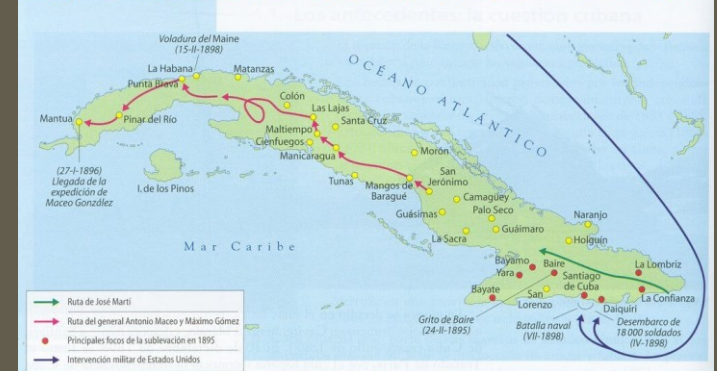 Los antecedentes: la cuestión cubana
Voladura del Maine
(15-II-1898)
La Habana
Matanzas
Punta Brava
OCÉANO ATLÁNTICO
Colón
Las Lajas
Mantua
Pinar del Río
Santa Cruz
Maltiempo
Cienfuegos
Manicaragua
Morón
(27-I-1896)
Llegada de la
expedición de
Maceo González
I. de los Pinos
Tunas
Mangos de
Baragué
San
Jerónimo
Camagüey
Guásimas
Palo Seco
Naranjo
Guáimaro
La Sacra
Holguín
Mar Caribe
Bayamo
Baire
La Lombriz
Yara
Santiago
de Cuba
Bayate
San
Lorenzo
La Confianza
Daiquiri
Grito de Baire
(24-II-1895)
Batalla naval
(VII-1898)
Desembarco de
18 000 soldados
(IV-1898)
Ruta de José Martí
Ruta del general Antonio Maceo y Máximo Gómez
Principales focos de la sublevación en 1895
Intervención militar de Estados Unidos